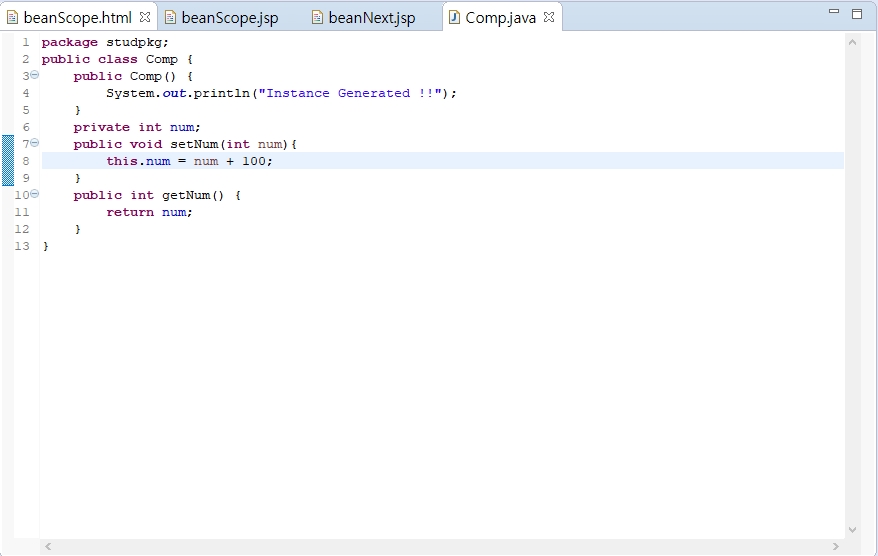 beanScope.html beanScope.jsp beanNext.jsp Comp.java
1 package studpkg;
2 public class Comp {
3 public Comp() {
4 System.out.println("Instance Generated !!");
5 }
6 private int num;
7 public void setNum(int num){
8 this.num = num + 100;
9 }
10 public int getNum() {
11 return num;
12 }
13 }